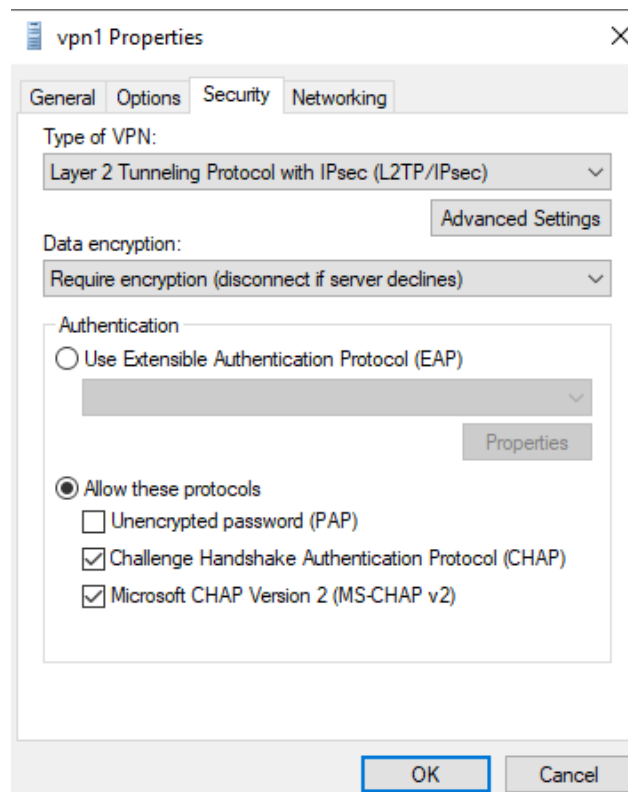 vpn1 Properties
General Options Security Networking
Type of VPN:
Layer 2 Tunneling Protocol with IPsec (L2TP/IPsec)
Advanced Settings
Data encryption:
Require encryption (disconnect if server declines)
Authentication
Use Extensible Authentication Protocol (EAP)
Properties
Allow these protocols
Unencrypted password (PAP)
Challenge Handshake Authentication Protocol (CHAP)
Microsoft CHAP Version 2 (MS-CHAP v2)
OK Cancel